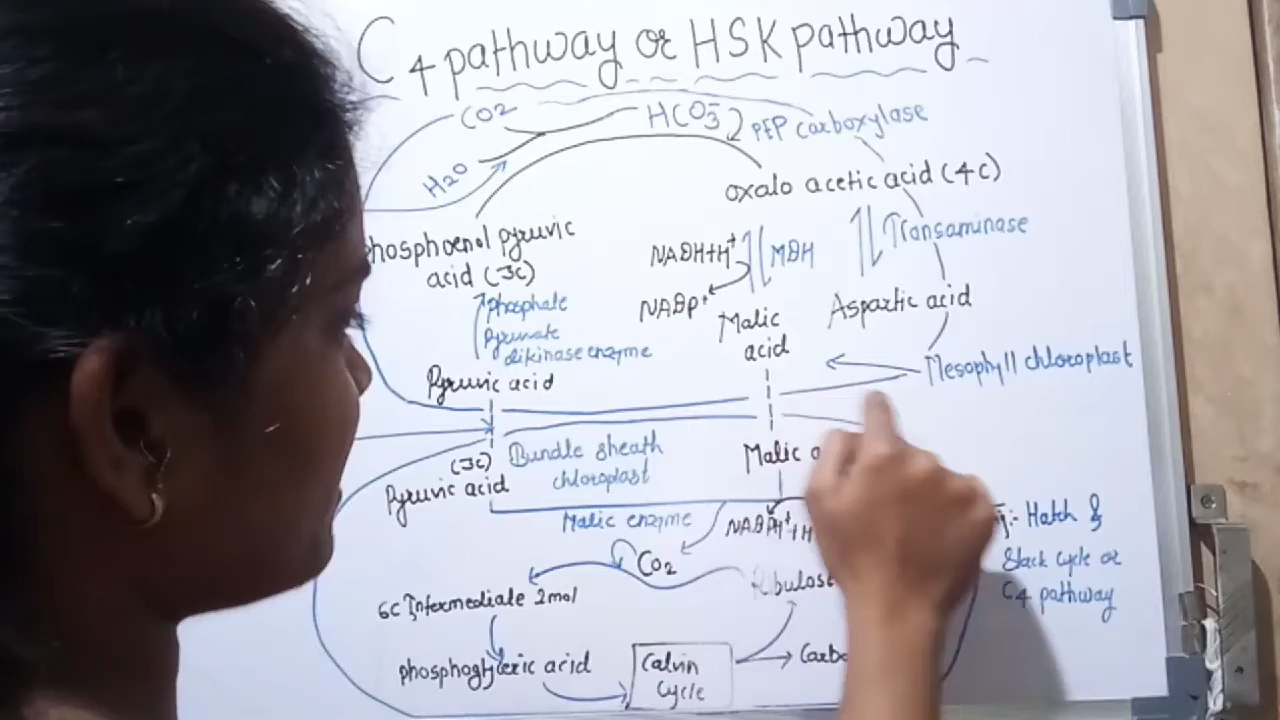 C4 pathway or HSK pathway
CO2
HCO3-
PEP carboxylase
H2O
oxalo acetic acid (4c)
phosphoenol pyruvic
acid (3c)
NADH+H+
MDH
Transaminase
NADP+
Malic
acid
Aspartic acid
phosphate
pyruvate
dikinase enzyme
Mesophyll chloroplast
Pyruvic acid
Bundle sheath
chloroplast
Malic
(3c)
Pyruvic acid
Malic enzyme
NADPH++H
Hatch &
Slack cycle or
C4 pathway
CO2
Ribulose
6C Intermediate 2mol
phosphoglyceric acid
Calvin
Cycle